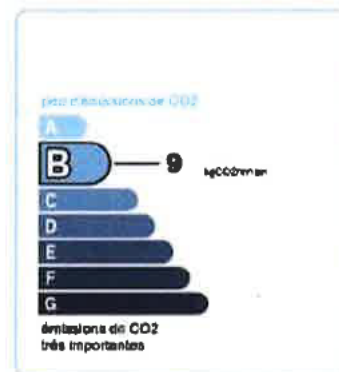 peu d'émissions de CO2
A
B 9
C
D
E
F
G
émissions de CO2
très importantes